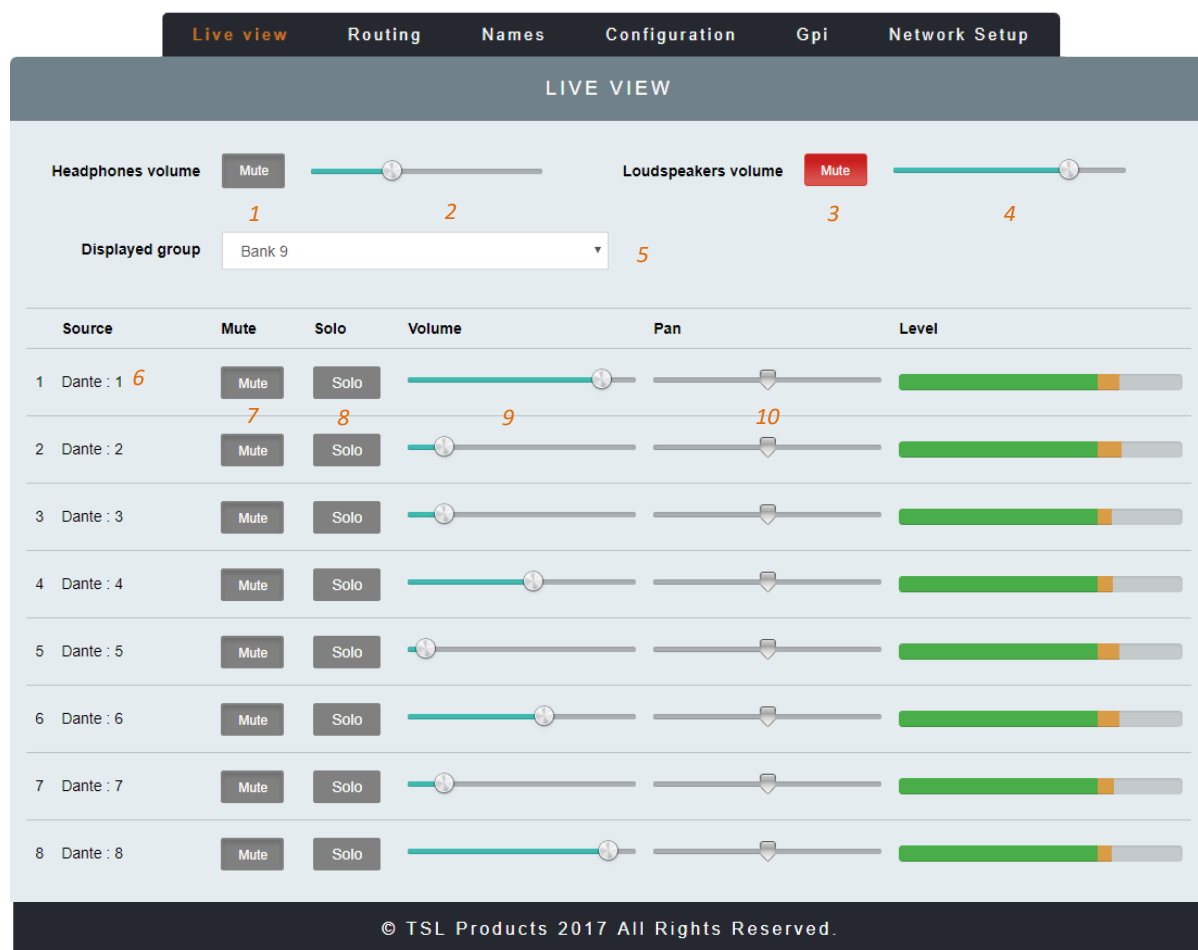 Live view Routing Names Configuration Gpi Network Setup
LIVE VIEW
Headphones volume Mute Loudspeakers volume Mute
1 2 3 4
Displayed group Bank 9 5
Source Mute Solo Volume Pan Level
1 Dante : 1 6 Mute Solo
7 8 9 10
2 Dante : 2 Mute Solo
3 Dante : 3 Mute Solo
4 Dante : 4 Mute Solo
5 Dante : 5 Mute Solo
6 Dante : 6 Mute Solo
7 Dante : 7 Mute Solo
8 Dante : 8 Mute Solo
© TSL Products 2017 All Rights Reserved.